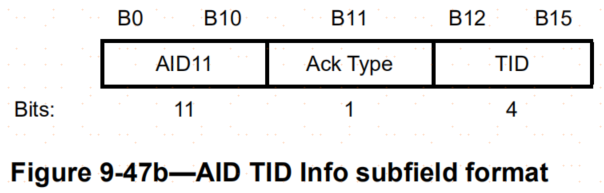 B0 B10 B11 B12 B15
AID11 Ack Type TID
Bits: 11 1 4
Figure 9-47b—AID TID Info subfield format